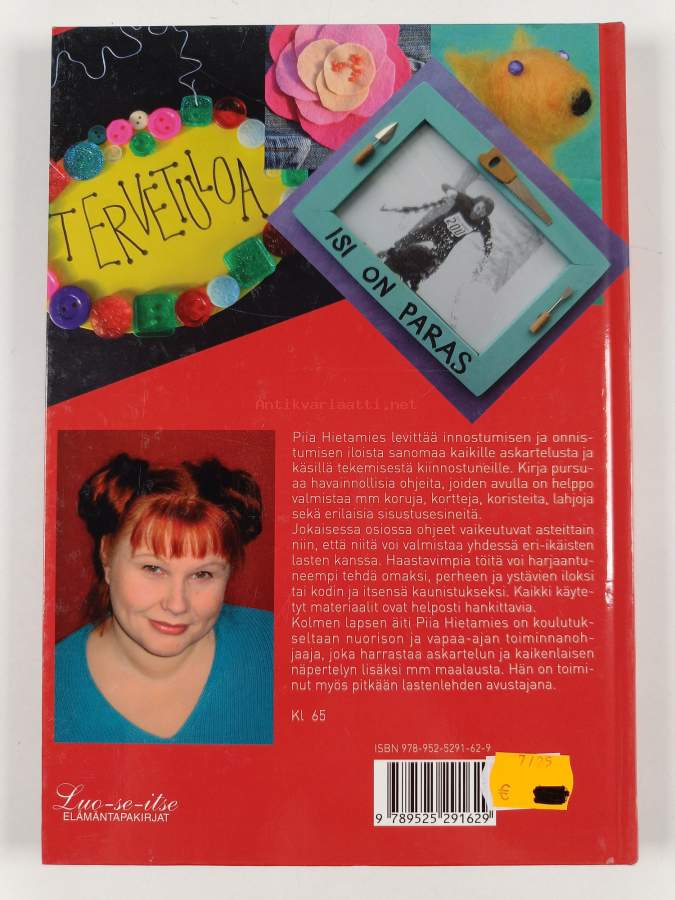 TERVETULOA
200
ISI ON PARAS
Antikvariaatti.net
Piia Hietamies levittää innostumisen ja onnis-
tumisen iloista sanomaa kaikille askartelusta ja
käsillä tekemisestä kiinnostuneille. Kirja pursu-
aa havainnollisia ohjeita, joiden avulla on helppo
valmistaa mm koruja, kortteja, koristeita, lahjoja
sekä erilaisia sisustusesineitä.
Jokaisessa osiossa ohjeet vaikeutuvat asteittain
niin, että niitä voi valmistaa yhdessä eri-ikäisten
lasten kanssa. Haastavimpia töitä voi harjaantu-
neempi tehdä omaksi, perheen ja ystävien iloksi
tai kodin ja itsensä kaunistukseksi. Kaikki käyte-
tyt materiaalit ovat helposti hankittavia.
Kolmen lapsen äiti Piia Hietamies on koulutuk-
seltaan nuorison ja vapaa-ajan toiminnanoh-
jaaja, joka harrastaa askartelun ja kaikenlaisen
näpertelyn lisäksi mm maalausta. Hän on toimi-
nut myös pitkään lastenlehden avustajana.
Kl 65
ISBN 978-952-5291-62-9
7/25
€
9 789525 291629
Luo-se-itse
ELÄMÄNTAPAKIRJAT